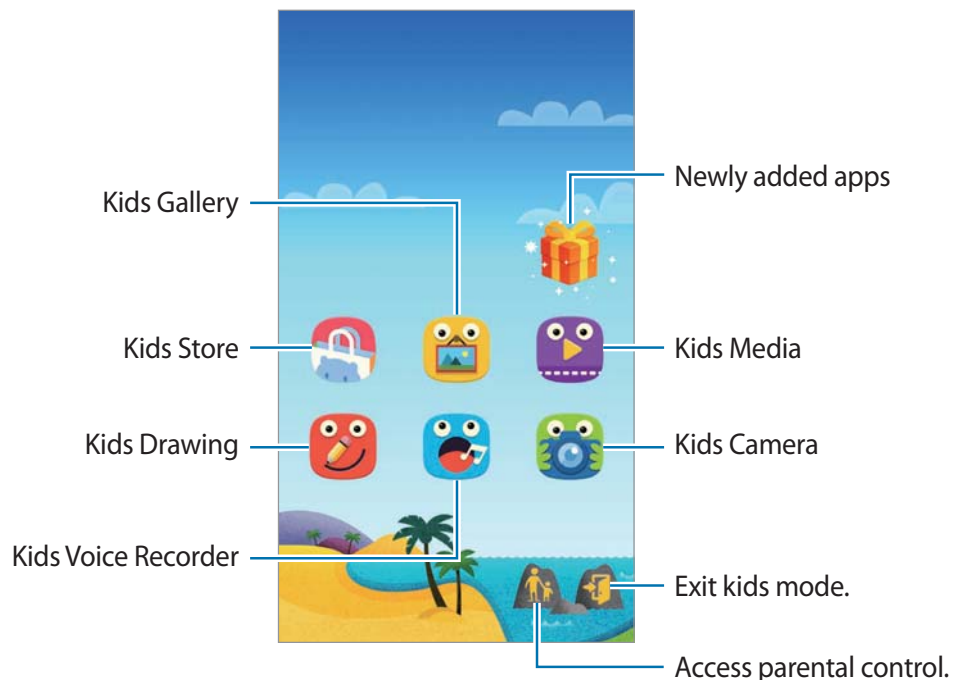 Newly added apps
Kids Gallery
Kids Store
Kids Media
Kids Drawing
Kids Camera
Kids Voice Recorder
Exit kids mode.
Access parental control.